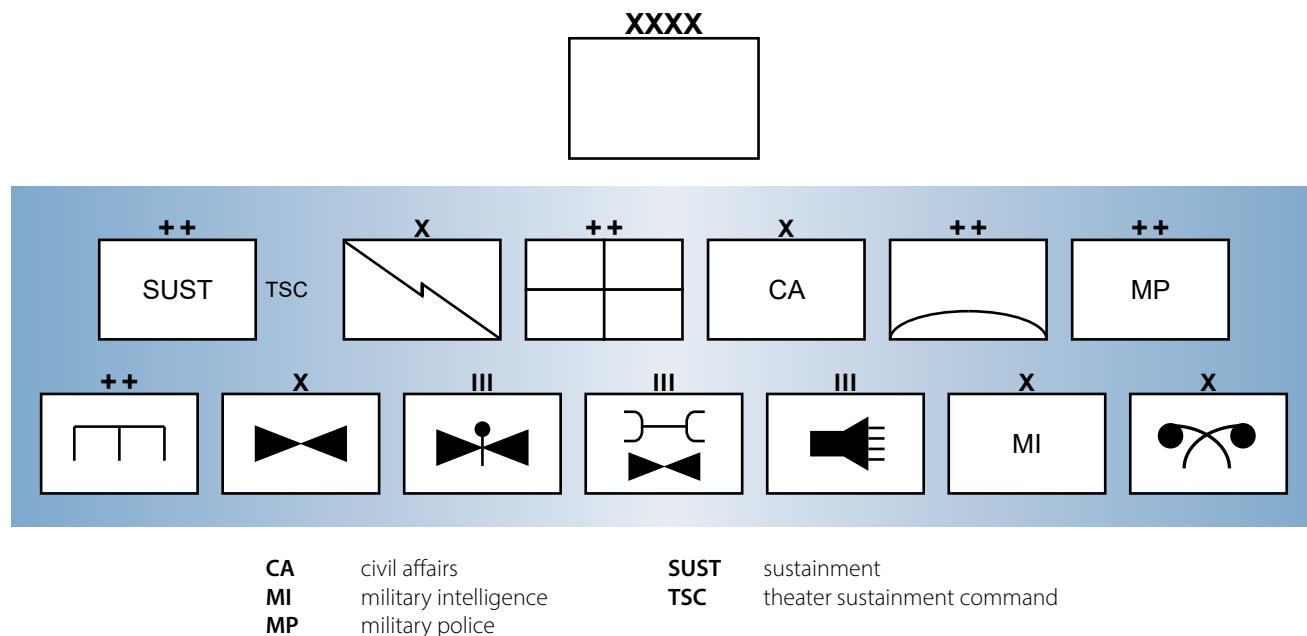 XXXX
++ X ++ X ++ ++
SUST TSC CA MP
++ X III III III X X
MI
CA civil affairs SUST sustainment
MI military intelligence TSC theater sustainment command
MP military police